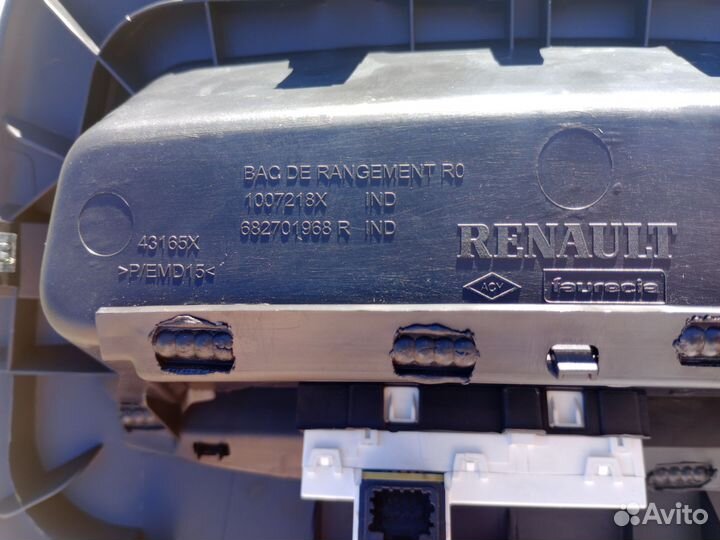 BAC DE RANGEMENT R0
1007218X IND
682701968 R IND
43165X
>P/EMD15<
RENAULT
ACV
faurecia
Avito